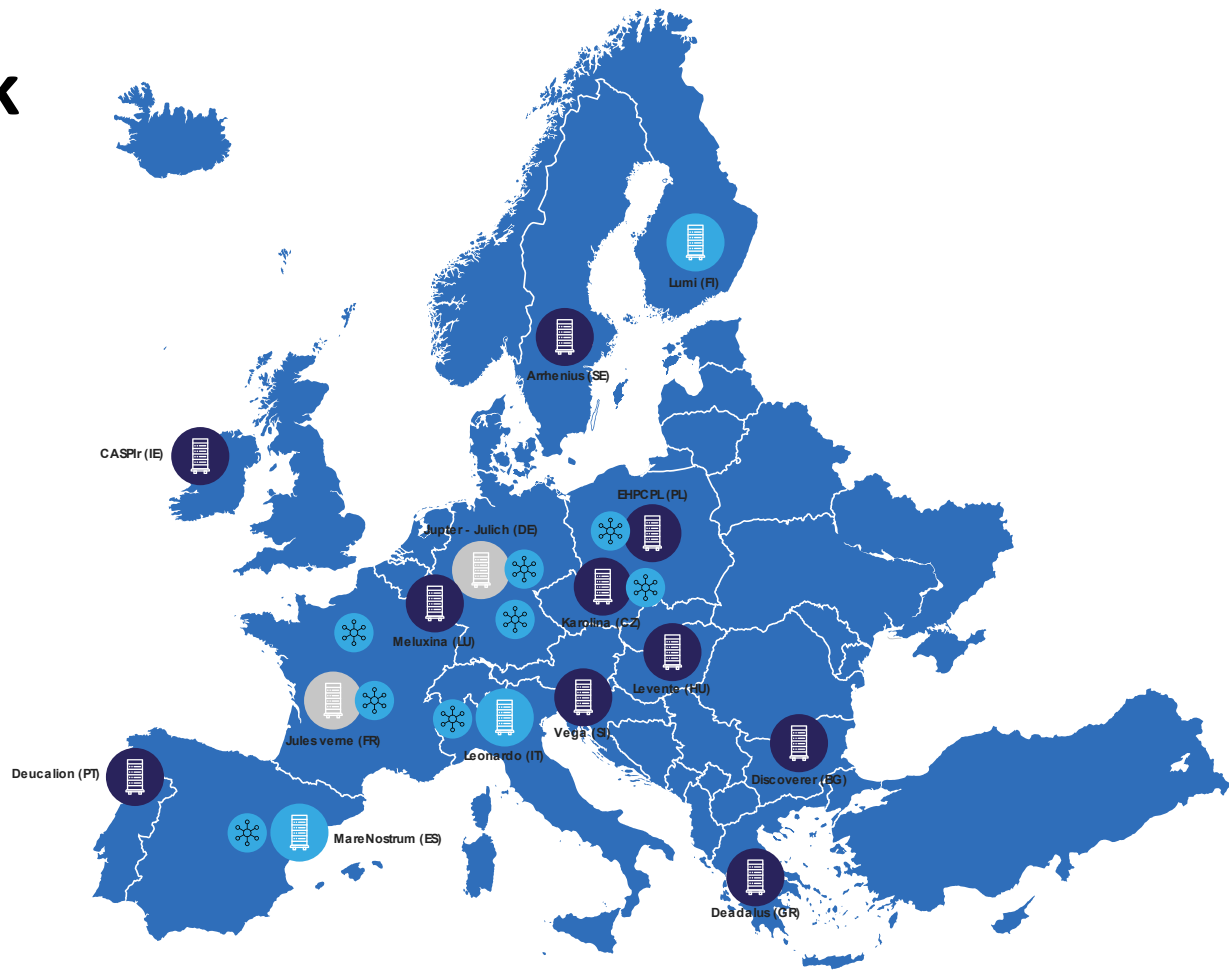 k
Lumi (FI)
Arrhenius (SE)
CASPIr (IE)
EHPCPL (PL)
Jupter - Julich (DE)
Karolina (CZ)
Meluxina (LU)
Levente (HU)
Vega (SI)
Jules verne (FR)
Leonardo (IT)
Deucalion (PT)
Discoverer (BG)
MareNostrum (ES)
Deadalus (GR)